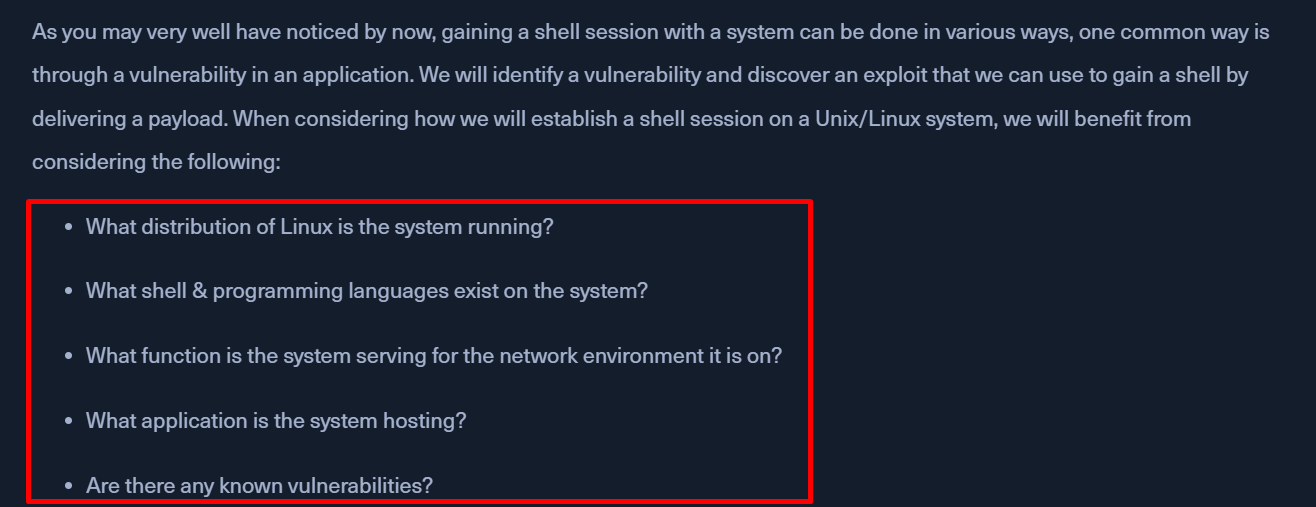 As you may very well have noticed by now, gaining a shell session with a system can be done in various ways, one common way is
through a vulnerability in an application. We will identify a vulnerability and discover an exploit that we can use to gain a shell by
delivering a payload. When considering how we will establish a shell session on a Unix/Linux system, we will benefit from
considering the following:
• What distribution of Linux is the system running?
• What shell & programming languages exist on the system?
• What function is the system serving for the network environment it is on?
• What application is the system hosting?
• Are there any known vulnerabilities?